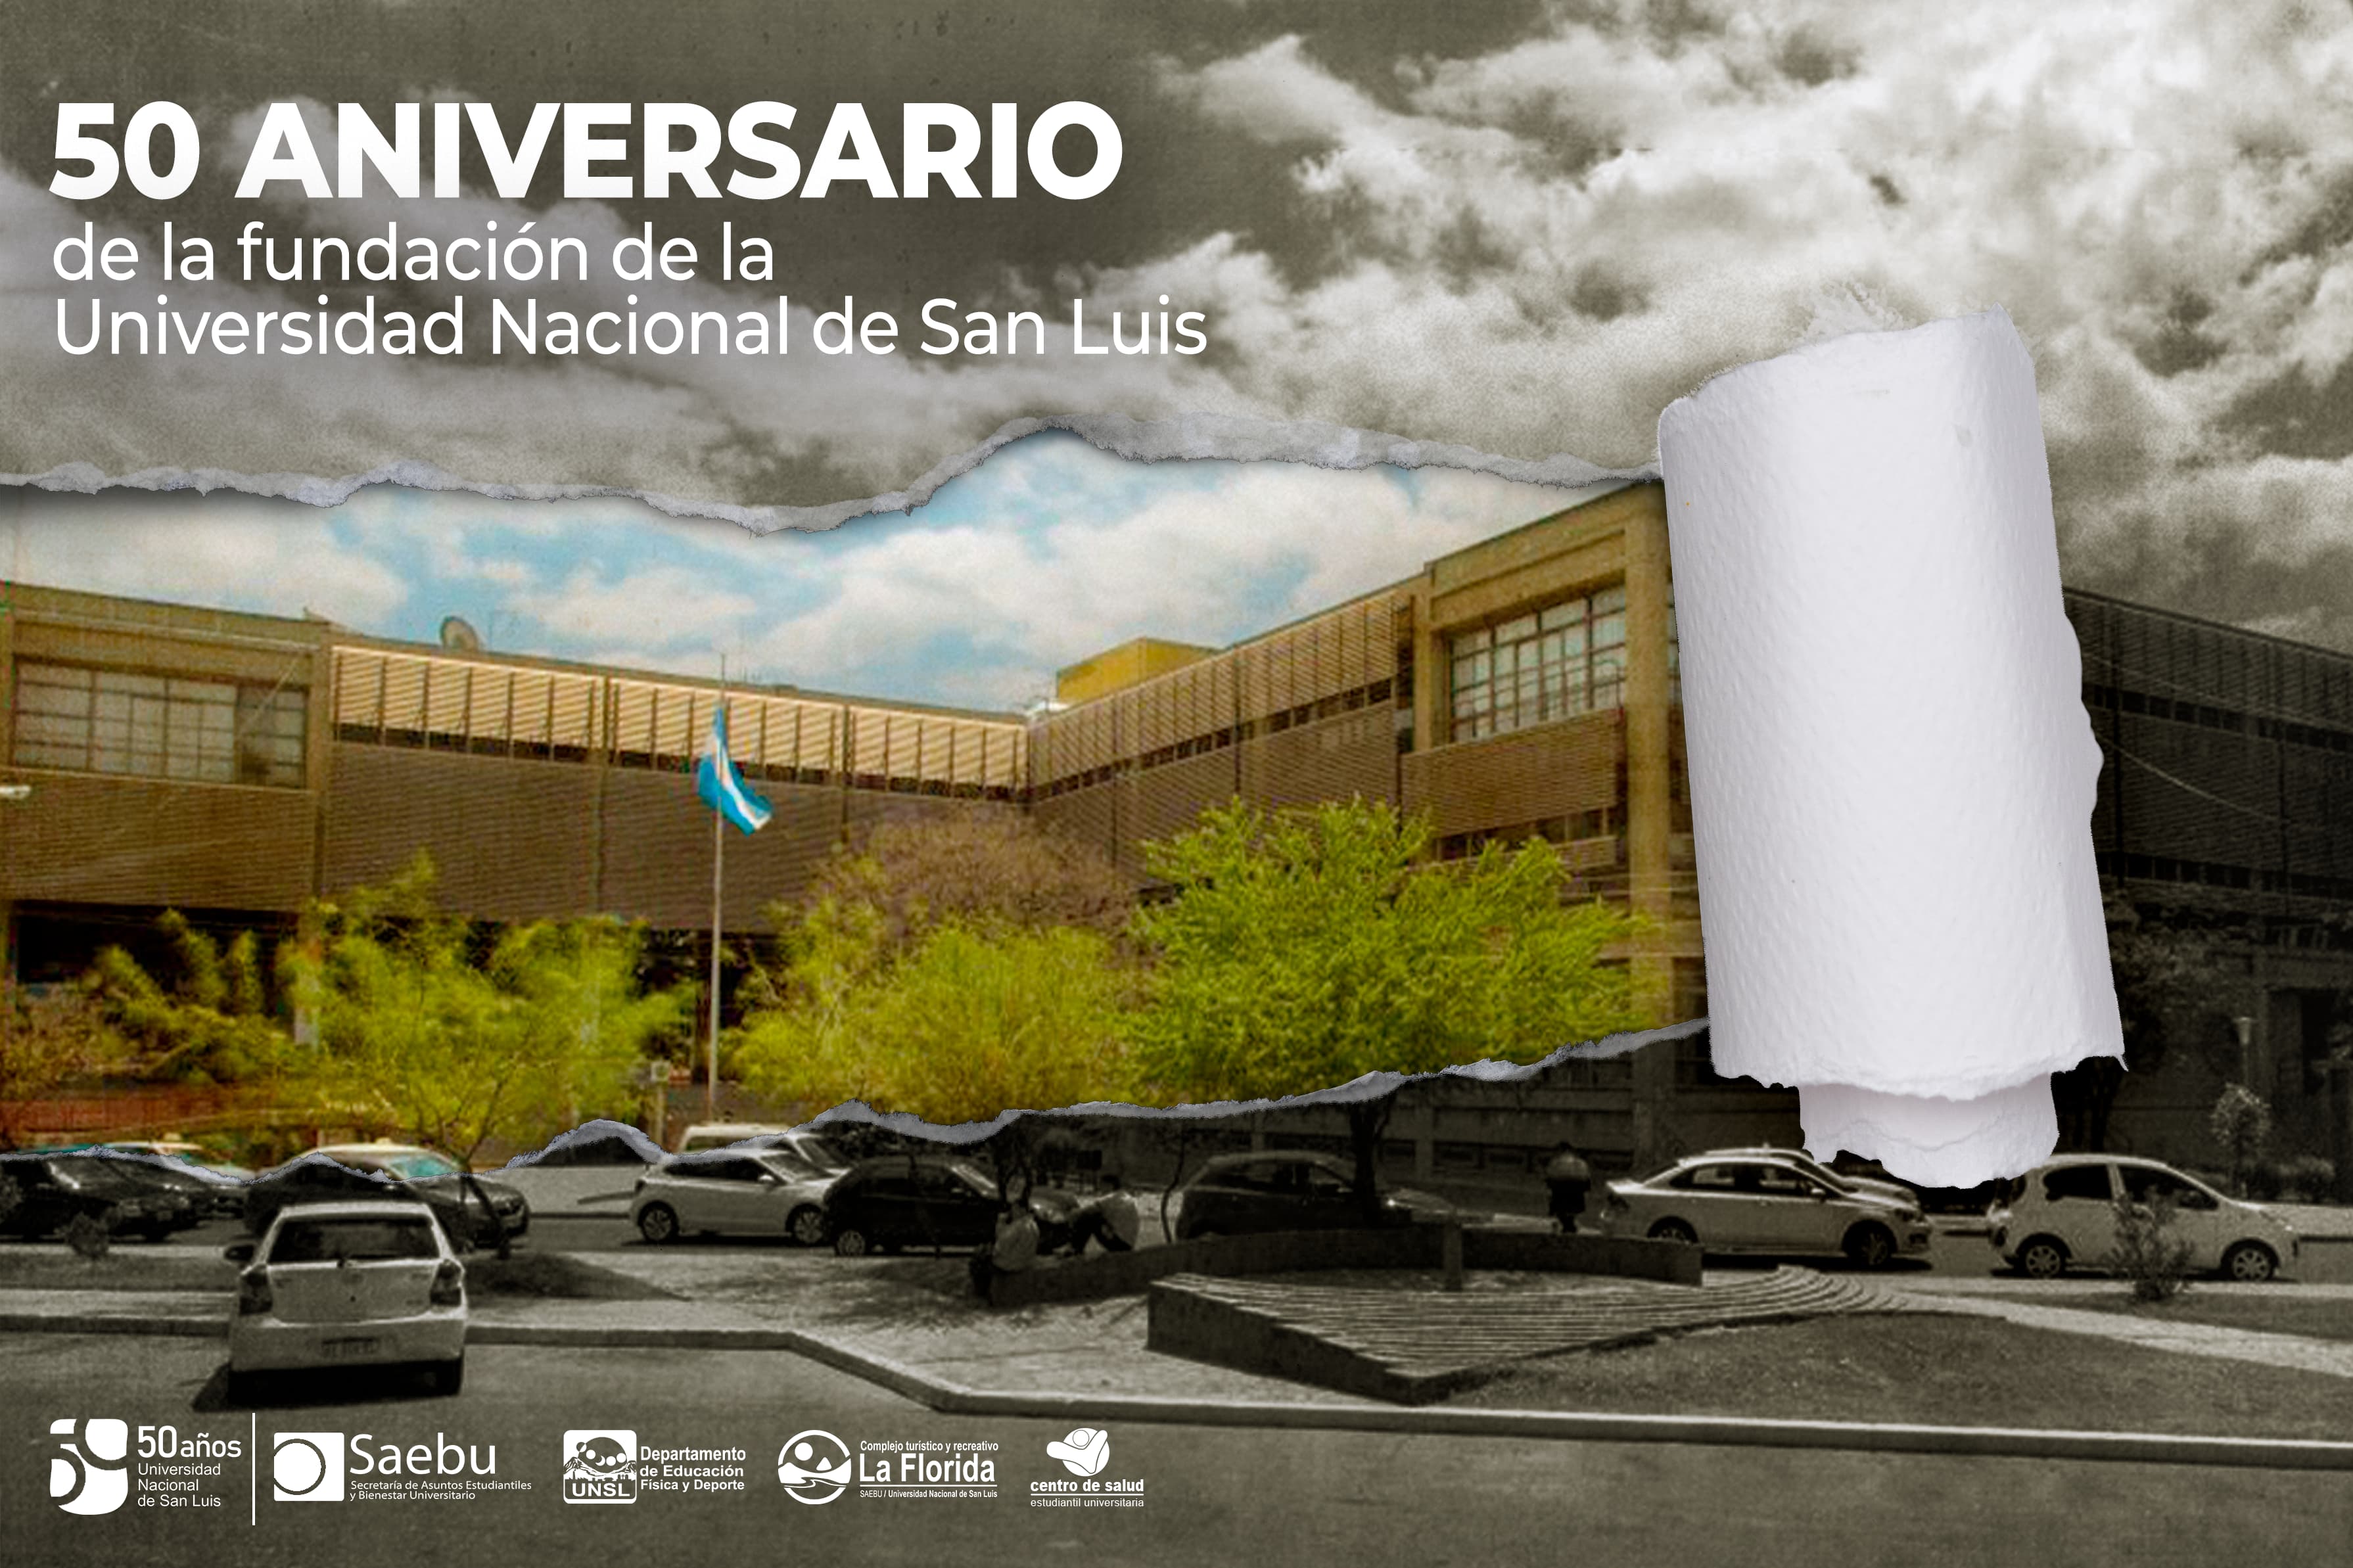 50 ANIVERSARIO
de la fundación de la
Universidad Nacional de San Luis
50 años
Universidad
Nacional
de San Luis
Saebu
Secretaría de Asuntos Estudiantiles
y Bienestar Universitario
UNSL
Departamento
de Educación
Física y Deporte
Complejo turístico y recreativo
La Florida
SAEBU / Universidad Nacional de San Luis
centro de salud
estudiantil universitaria